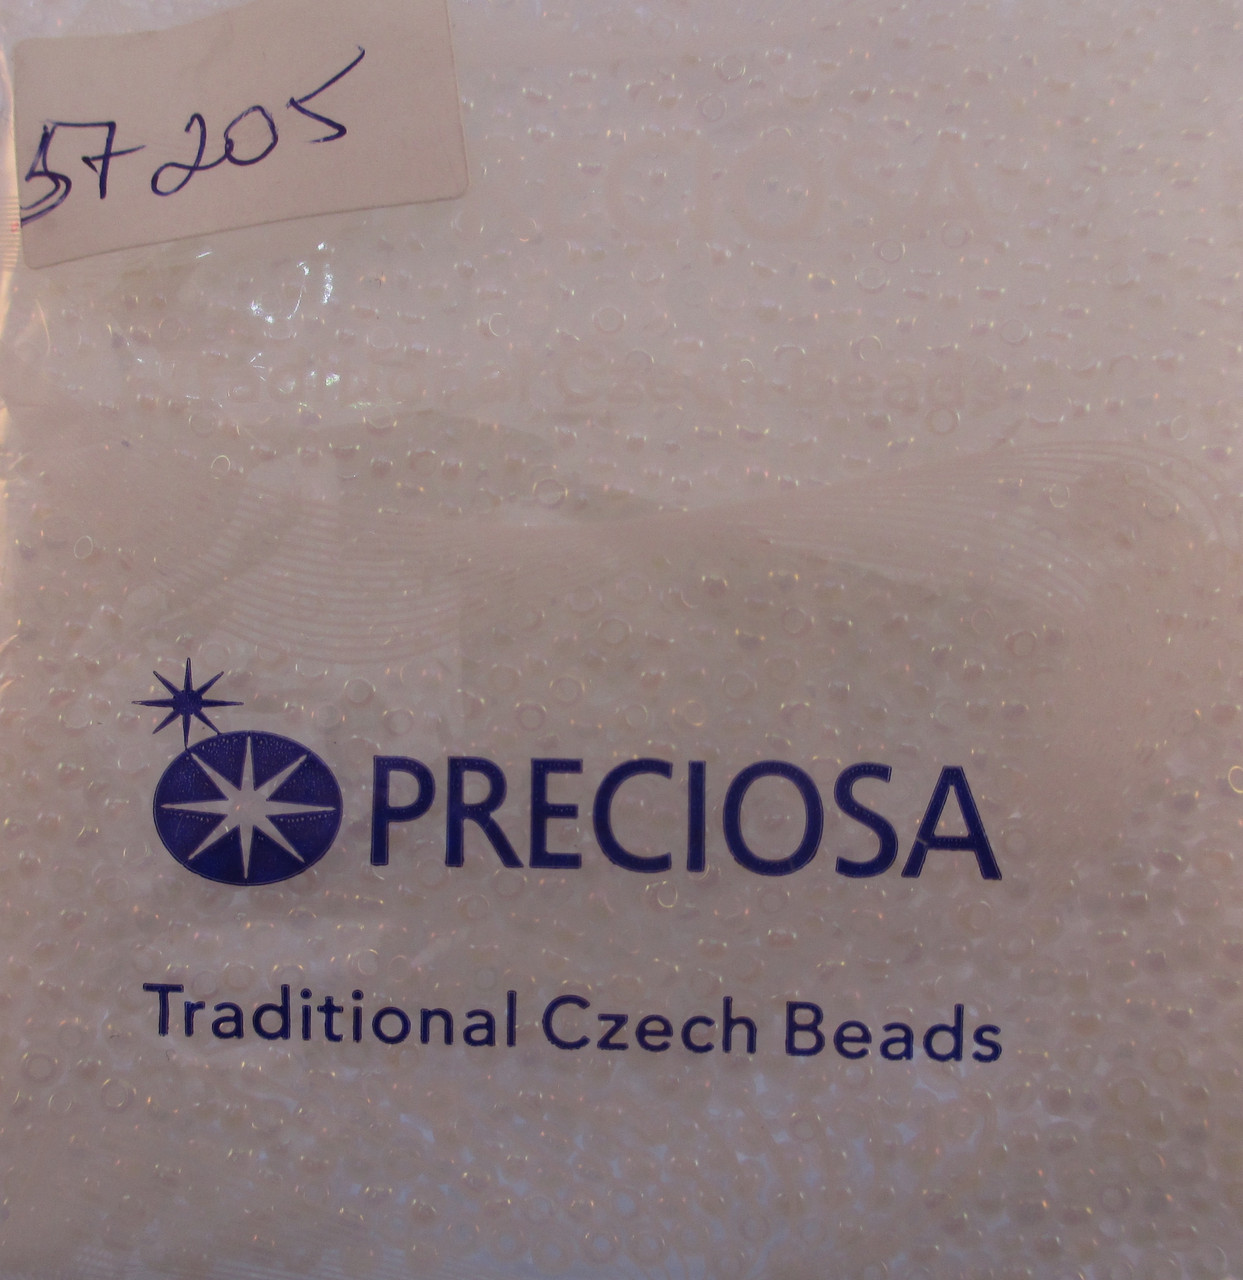 57205
PRECIOSA
Traditional Czech Beads